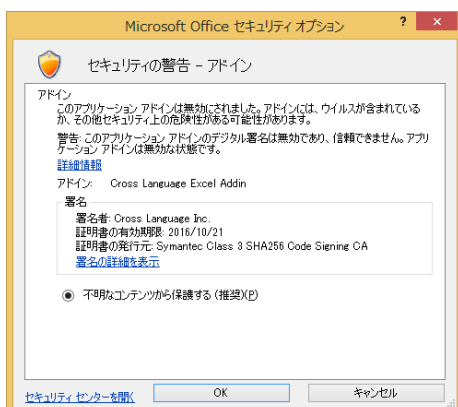 Microsoft Office セキュリティ オプション
? ×
セキュリティの警告 - アドイン
アドイン
このアプリケーション アドインは無効にされました。アドインには、ウイルスが含まれている
か、その他セキュリティ上の危険性がある可能性があります。
警告: このアプリケーション アドインのデジタル署名は無効であり、信頼できません。アプリ
ケーション アドインは無効な状態です。
詳細情報
アドイン: Cross Language Excel Addin
署名
署名者: Cross Language Inc.
証明書の有効期限: 2016/10/21
証明書の発行元: Symantec Class 3 SHA256 Code Signing CA
署名の詳細を表示
不明なコンテンツから保護する (推奨)(P)
セキュリティ センターを開く
OK
キャンセル